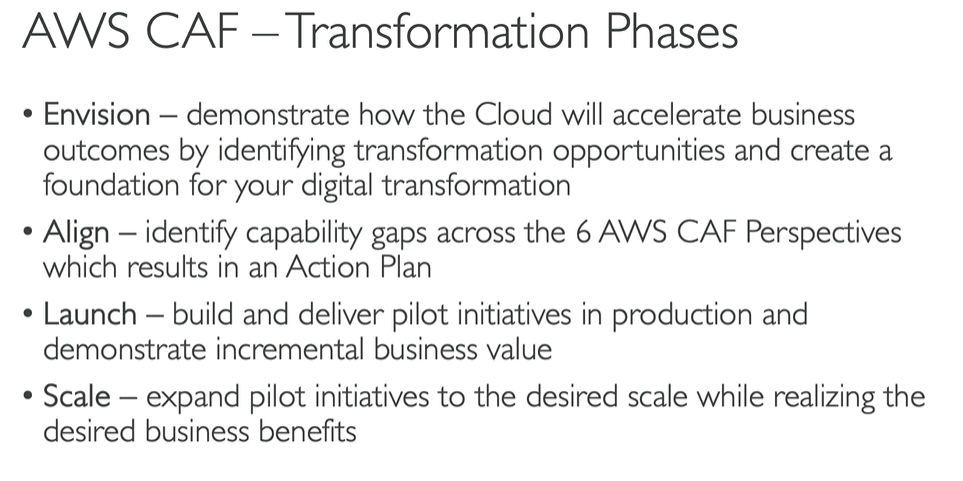 AWS CAF – Transformation Phases
• Envision – demonstrate how the Cloud will accelerate business
outcomes by identifying transformation opportunities and create a
foundation for your digital transformation
• Align – identify capability gaps across the 6 AWS CAF Perspectives
which results in an Action Plan
• Launch – build and deliver pilot initiatives in production and
demonstrate incremental business value
• Scale – expand pilot initiatives to the desired scale while realizing the
desired business benefits